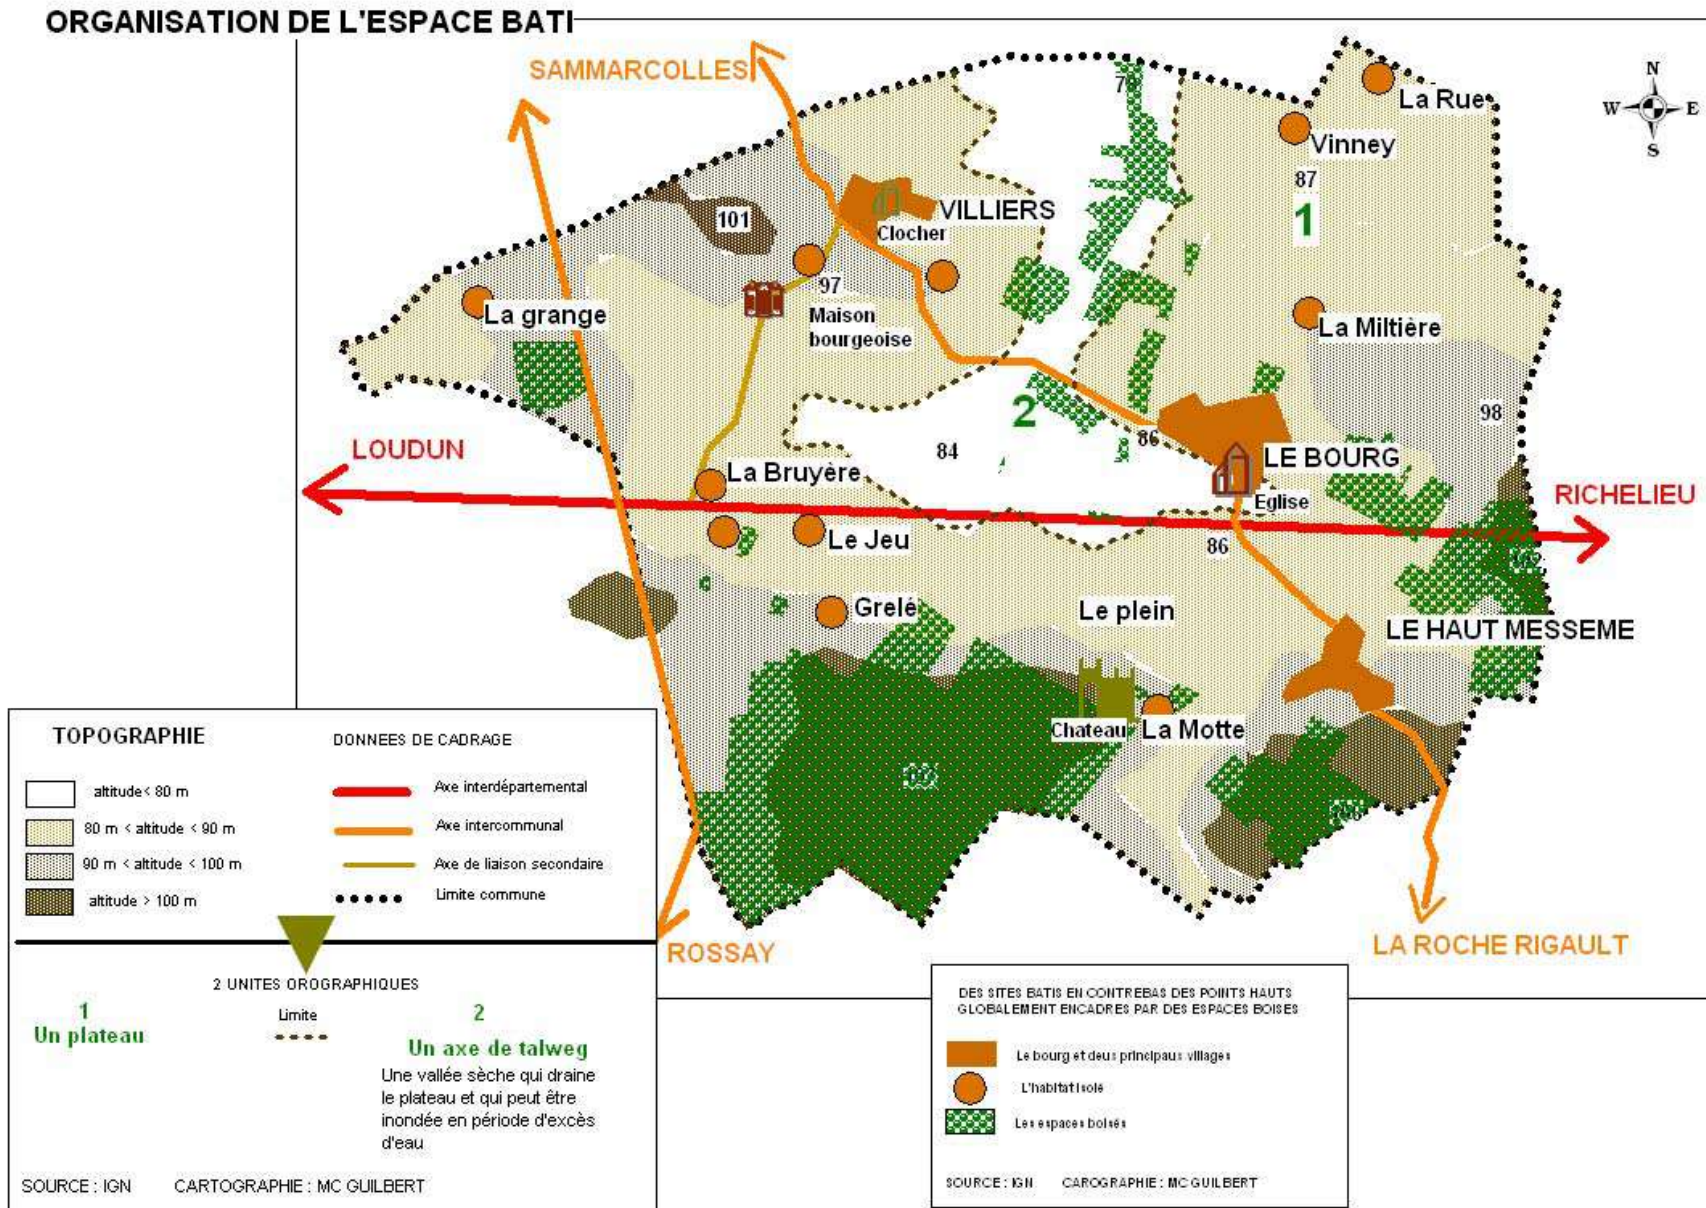 ORGANISATION DE L'ESPACE BATI
SAMMARCOLLES
La Rue
Vinney
87
1
N
W E
S
101
VILLIERS
Clocher
97
Maison
bourgeoise
La grange
La Miltière
2
98
84
86
LOUDUN
La Bruyère
LE BOURG
Eglise
RICHELIEU
Le Jeu
86
Grelé
Le plein
LE HAUT MESSEME
Chateau
La Motte
ROSSAY
LA ROCHE RIGAULT
TOPOGRAPHIE
altitude < 80 m
80 m < altitude < 90 m
90 m < altitude < 100 m
altitude > 100 m
DONNEES DE CADRAGE
Axe interdépartemental
Axe intercommunal
Axe de liaison secondaire
Limite commune
2 UNITES OROGRAPHIQUES
1
Un plateau
Limite
2
Un axe de talweg
Une vallée sèche qui draine
le plateau et qui peut être
inondée en période d'excès
d'eau
SOURCE : IGN CARTOGRAPHIE : MC GUILBERT
DES SITES BATIS EN CONTREBAS DES POINTS HAUTS
GLOBALEMENT ENCADRES PAR DES ESPACES BOISES
Le bourg et deus principaus villages
L'habitat isolé
Les espaces boisés
SOURCE : IGN CAROGRAPHIE : MC GUILBERT